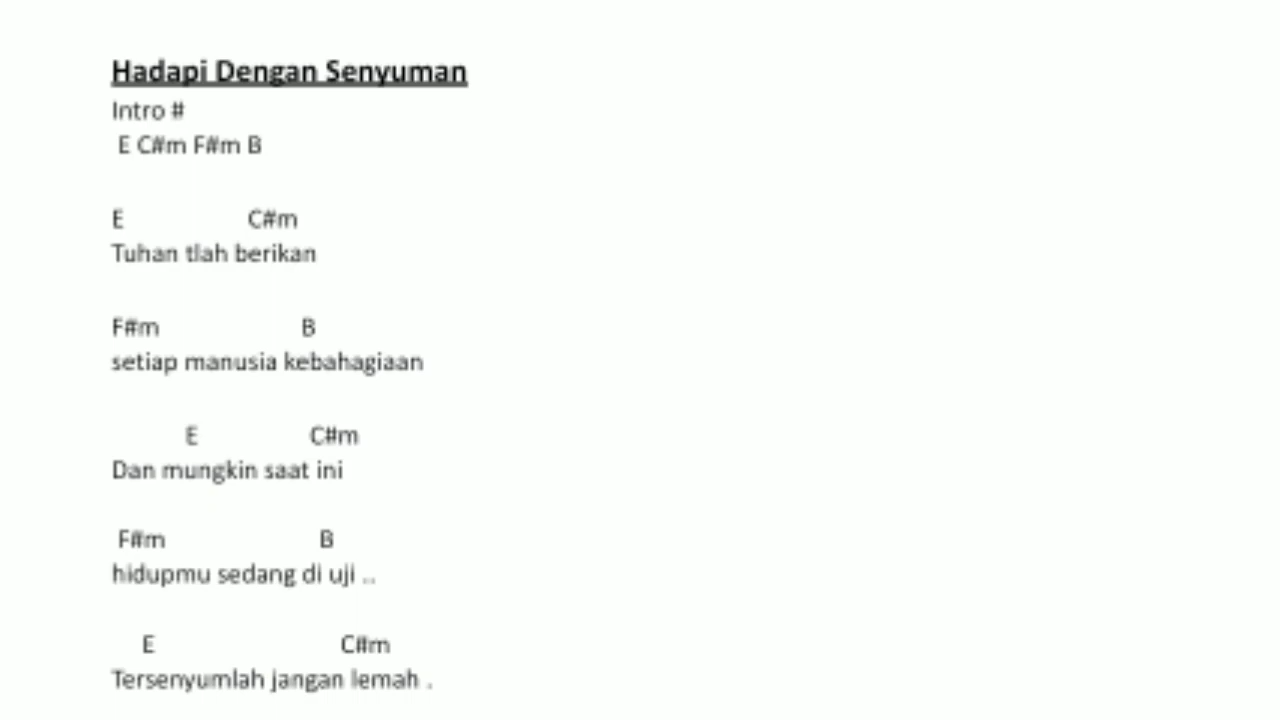 Hadapi Dengan Senyuman
Intro #
E C#m F#m B
E C#m
Tuhan tlah berikan
F#m B
setiap manusia kebahagiaan
E C#m
Dan mungkin saat ini
F#m B
hidupmu sedang di uji ..
E C#m
Tersenyumlah jangan lemah .